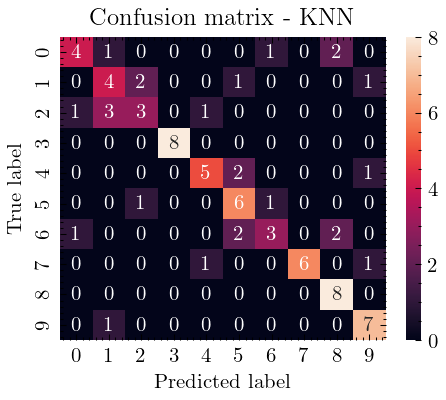 Confusion matrix - KNN
True label
0 4 1 0 0 0 0 1 0 2 0
1 0 4 2 0 0 1 0 0 0 1
2 1 3 3 0 1 0 0 0 0 0
3 0 0 0 8 0 0 0 0 0 0
4 0 0 0 0 5 2 0 0 0 1
5 0 0 1 0 0 6 1 0 0 0
6 1 0 0 0 0 2 3 0 2 0
7 0 0 0 0 1 0 0 6 0 1
8 0 0 0 0 0 0 0 0 8 0
9 0 1 0 0 0 0 0 0 0 7
0 1 2 3 4 5 6 7 8 9
Predicted label
8
6
4
2
0